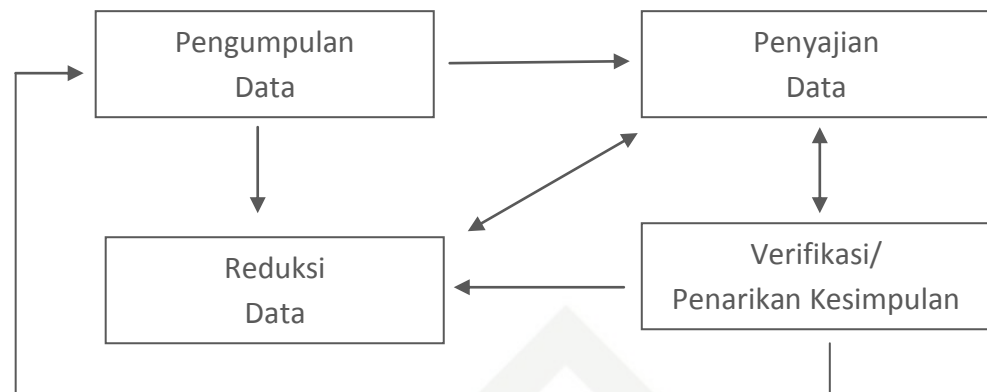 Pengumpulan
Data
Penyajian
Data
Reduksi
Data
Verifikasi/
Penarikan Kesimpulan